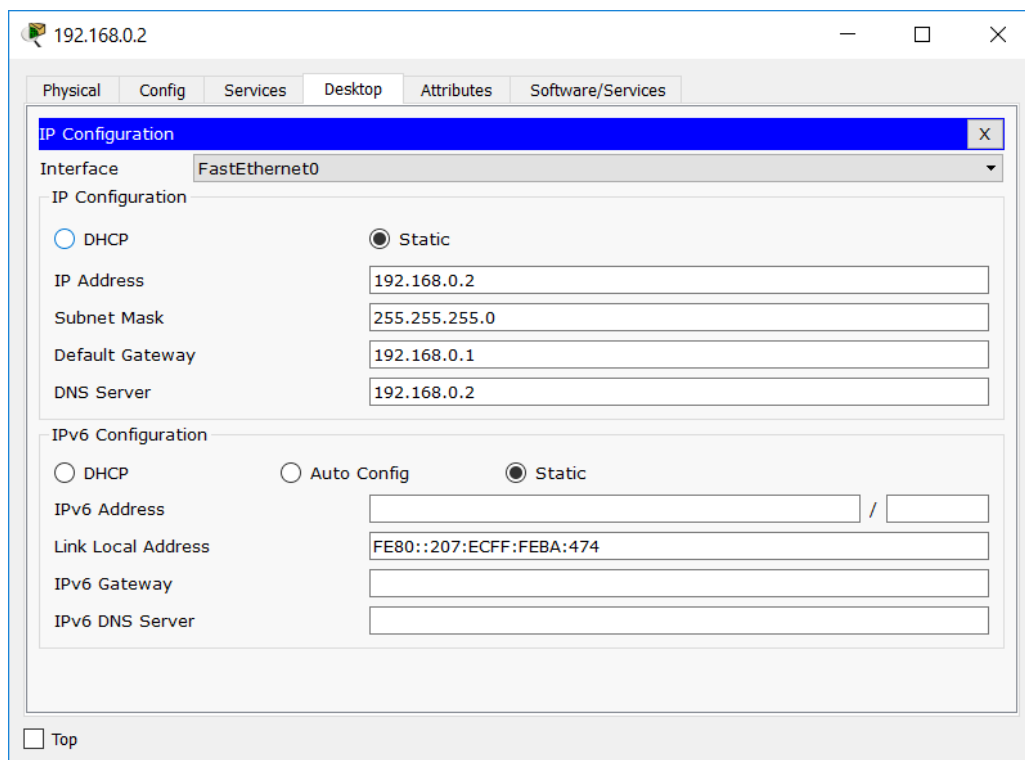 192.168.0.2
Physical Config Services Desktop Attributes Software/Services
IP Configuration X
Interface FastEthernet0
IP Configuration
DHCP Static
IP Address 192.168.0.2
Subnet Mask 255.255.255.0
Default Gateway 192.168.0.1
DNS Server 192.168.0.2
IPv6 Configuration
DHCP Auto Config Static
IPv6 Address /
Link Local Address FE80::207:ECFF:FEBA:474
IPv6 Gateway
IPv6 DNS Server
Top